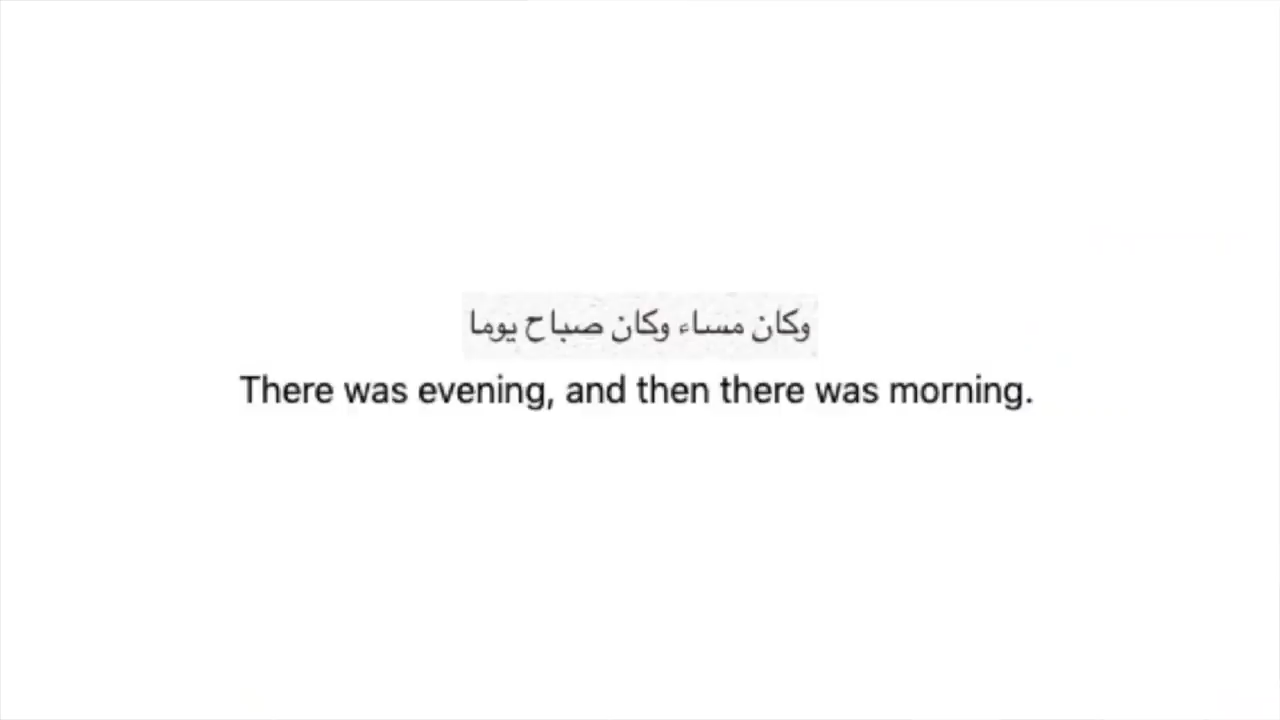 وكان مساء وكان صباح يوما
There was evening, and then there was morning.